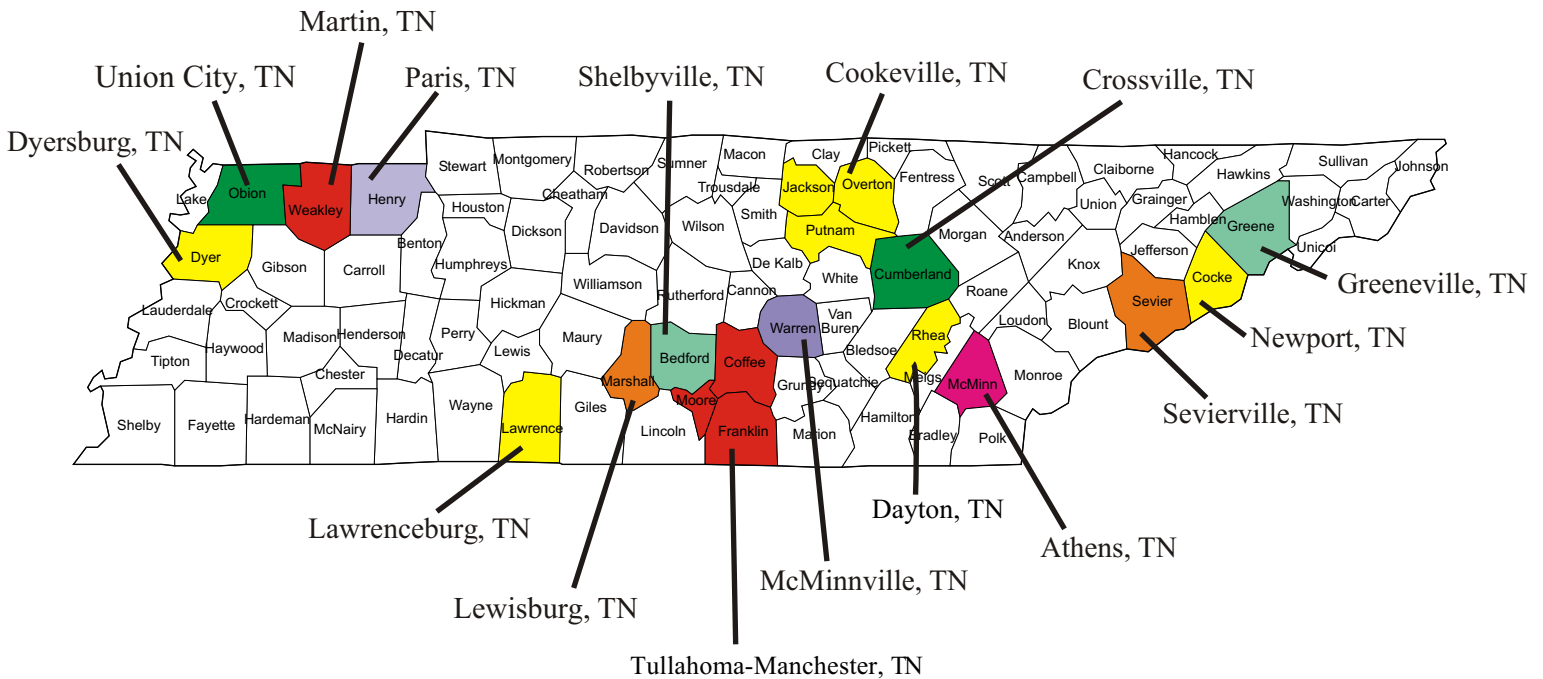 Martin, TN
Union City, TN
Paris, TN
Shelbyville, TN
Cookeville, TN
Crossville, TN
Dyersburg, TN
Stewart
Montgomery
Robertson
Sumner
Macon
Clay
Pickett
Hancock
Sullivan
Johnson
Lake
Obion
Weakley
Henry
Houston
Cheatham
Trousdale
Jackson
Overton
Fentress
Scott
Campbell
Claiborne
Hawkins
Union
Grainger
Hamblen
Greene
Washington
Carter
Unicoi
Dyer
Gibson
Carroll
Benton
Humphreys
Dickson
Davidson
Wilson
Smith
Putnam
De Kalb
White
Cumberland
Morgan
Anderson
Knox
Jefferson
Cocke
Greeneville, TN
Lauderdale
Crockett
Madison
Henderson
Decatur
Perry
Hickman
Williamson
Rutherford
Cannon
Warren
Van
Buren
Bledsoe
Rhea
Roane
Loudon
Blount
Sevier
Newport, TN
Tipton
Haywood
Chester
Lewis
Maury
Marshall
Bedford
Coffee
Moore
Grundy
Sequatchie
Meigs
McMinn
Monroe
Sevierville, TN
Shelby
Fayette
Hardeman
McNairy
Hardin
Wayne
Lawrence
Giles
Lincoln
Franklin
Marion
Hamilton
Bradley
Polk
Lawrenceburg, TN
Dayton, TN
Athens, TN
McMinnville, TN
Lewisburg, TN
Tullahoma-Manchester, TN